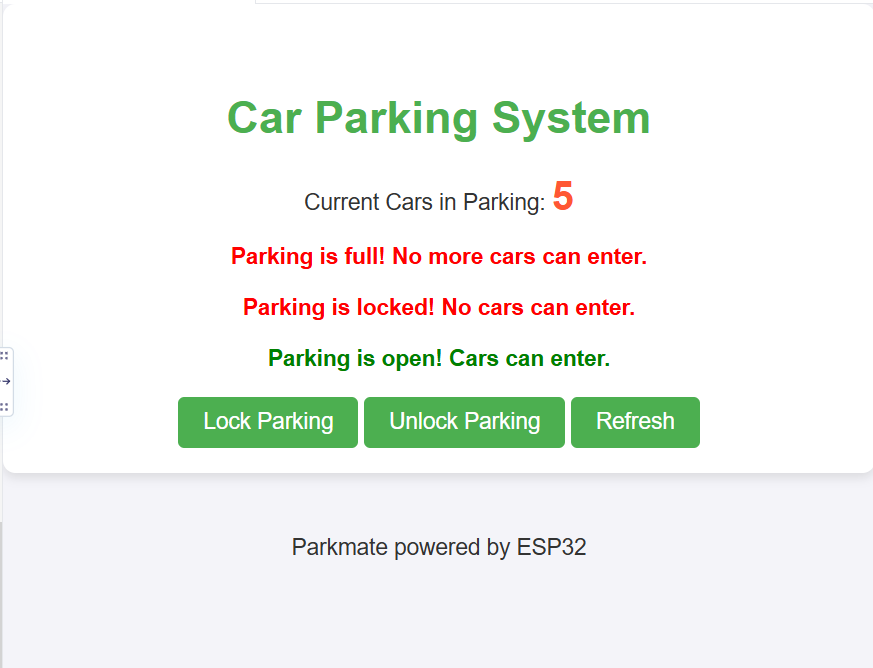 Car Parking System
Current Cars in Parking: 5
Parking is full! No more cars can enter.
Parking is locked! No cars can enter.
Parking is open! Cars can enter.
Lock Parking Unlock Parking Refresh
Parkmate powered by ESP32